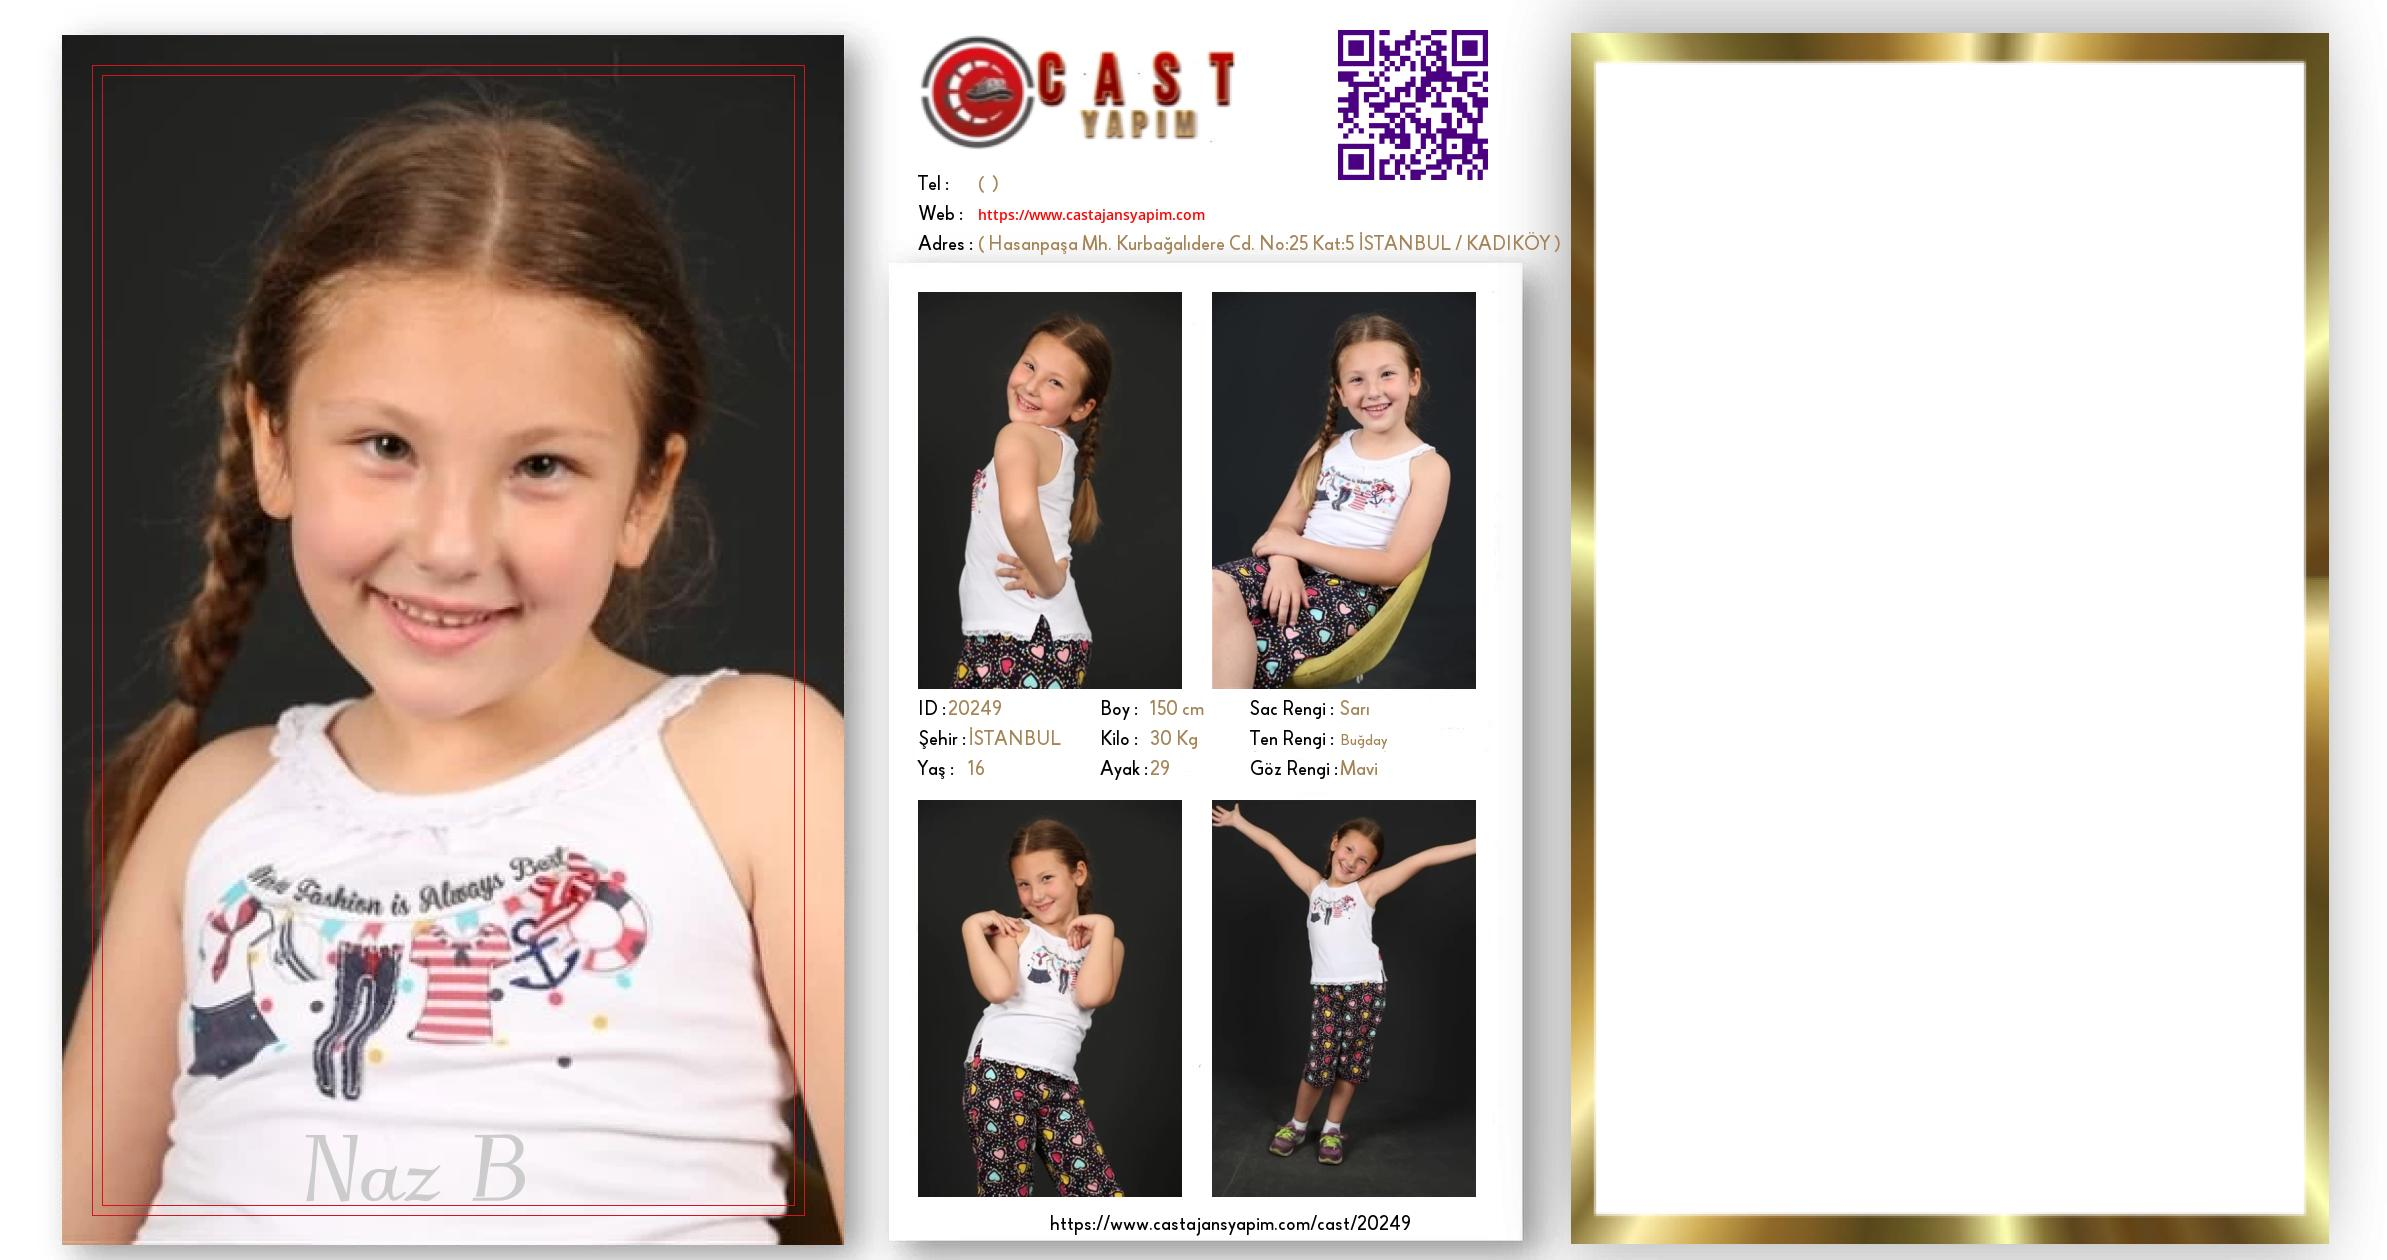 Fashion is Always Best
Naz B
CAST
YAPIM
Tel : ( )
Web : https://www.castajansyapim.com
Adres : ( Hasanpaşa Mh. Kurbağalıdere Cd. No:25 Kat:5 İSTANBUL / KADIKÖY )
ID : 20249 Boy : 150 cm Sac Rengi : Sarı
Şehir : İSTANBUL Kilo : 30 Kg Ten Rengi : Buğday
Yaş : 16 Ayak : 29 Göz Rengi : Mavi
https://www.castajansyapim.com/cast/20249